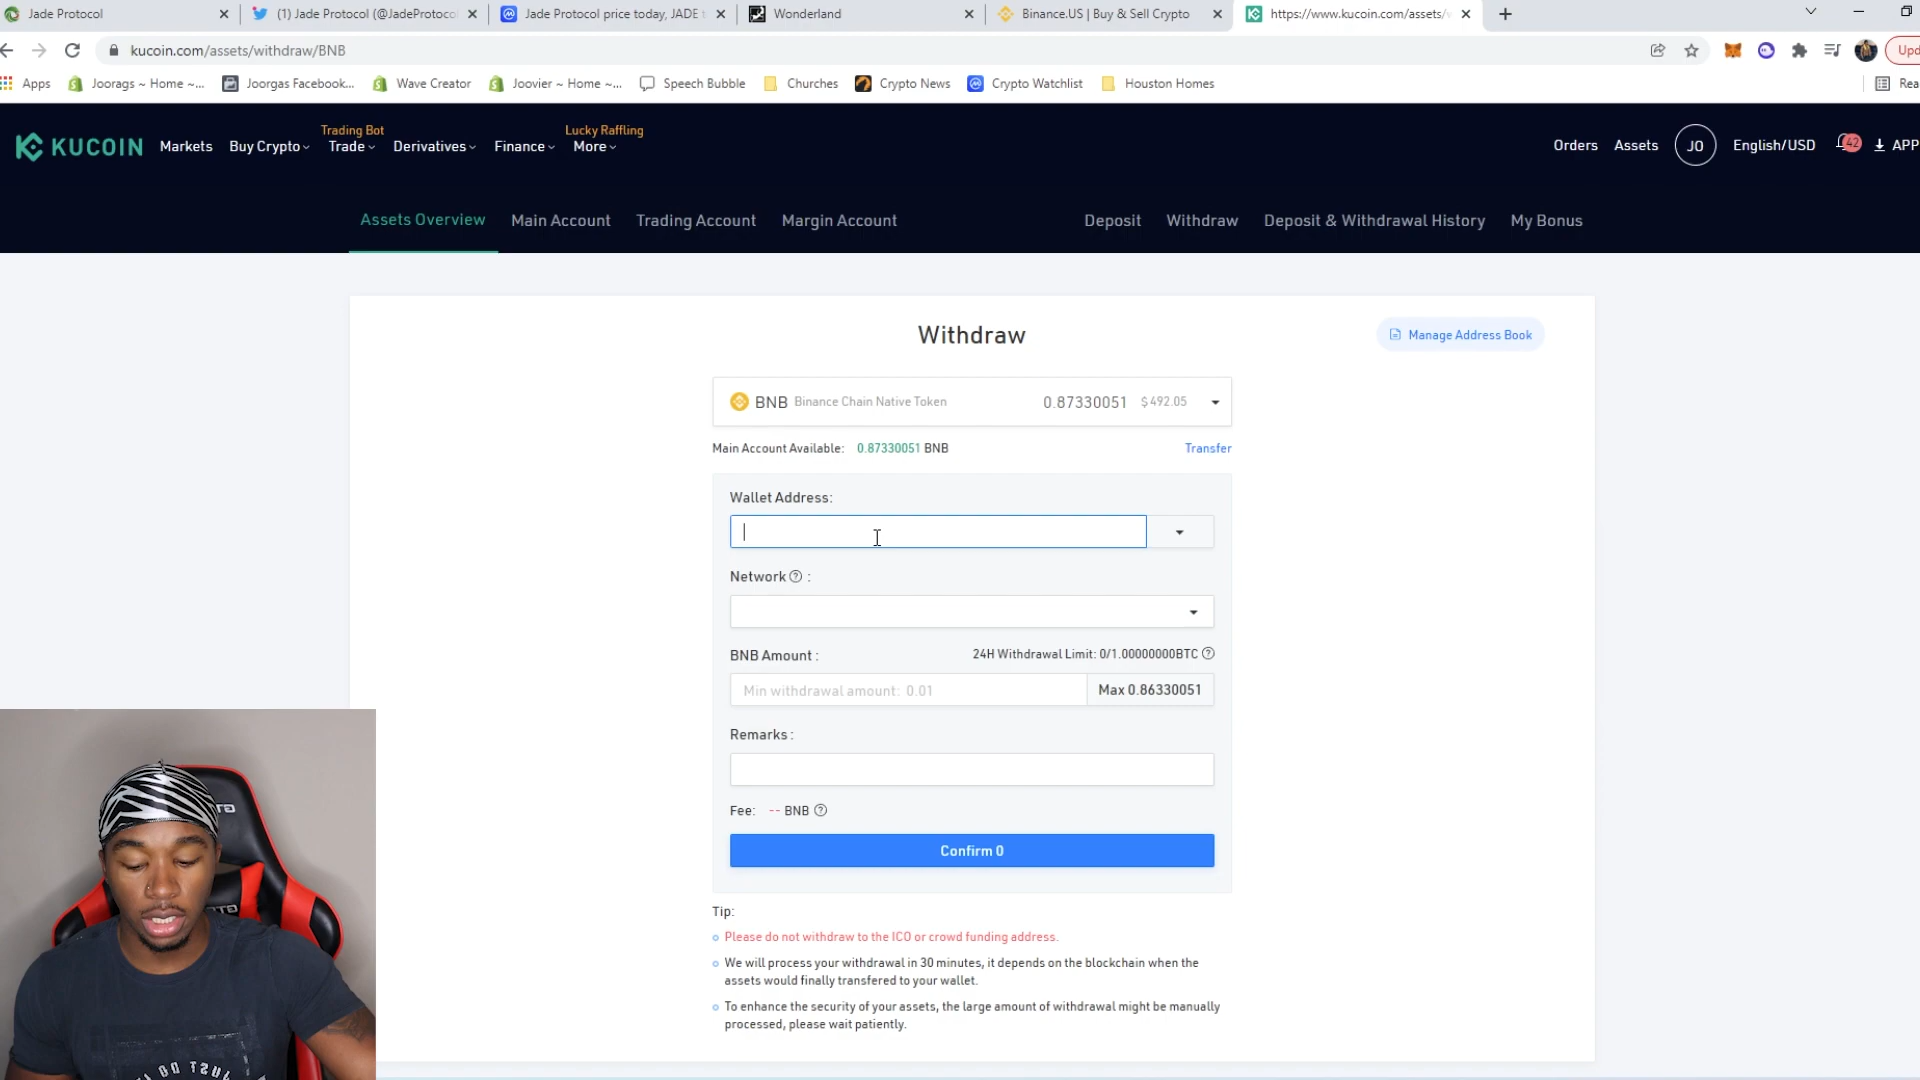 Jade Protocol
(1) Jade Protocol (@JadeProtoco
Jade Protocol price today, JADE t
Wonderland
Binance.US | Buy & Sell Crypto
https://www.kucoin.com/assets/
kucoin.com/assets/withdraw/BNB
Upd
Apps
Joorags ~ Home ~...
Joorgas Facebook...
Wave Creator
Joovier ~ Home ~...
Speech Bubble
Churches
Crypto News
Crypto Watchlist
Houston Homes
Rea
KUCOIN
Markets
Buy Crypto
Trading Bot
Trade
Derivatives
Finance
Lucky Raffling
More
Orders
Assets
JO
English/USD
42
APP
Assets Overview
Main Account
Trading Account
Margin Account
Deposit
Withdraw
Deposit & Withdrawal History
My Bonus
Withdraw
Manage Address Book
BNB Binance Chain Native Token 0.87330051 $492.05
Main Account Available: 0.87330051 BNB
Transfer
Wallet Address:
Network ? :
BNB Amount :
24H Withdrawal Limit: 0/1.00000000BTC ?
Min withdrawal amount: 0.01
Max 0.86330051
Remarks :
Fee: -- BNB ?
Confirm 0
Tip:
Please do not withdraw to the ICO or crowd funding address.
We will process your withdrawal in 30 minutes, it depends on the blockchain when the
assets would finally transfered to your wallet.
To enhance the security of your assets, the large amount of withdrawal might be manually
processed, please wait patiently.